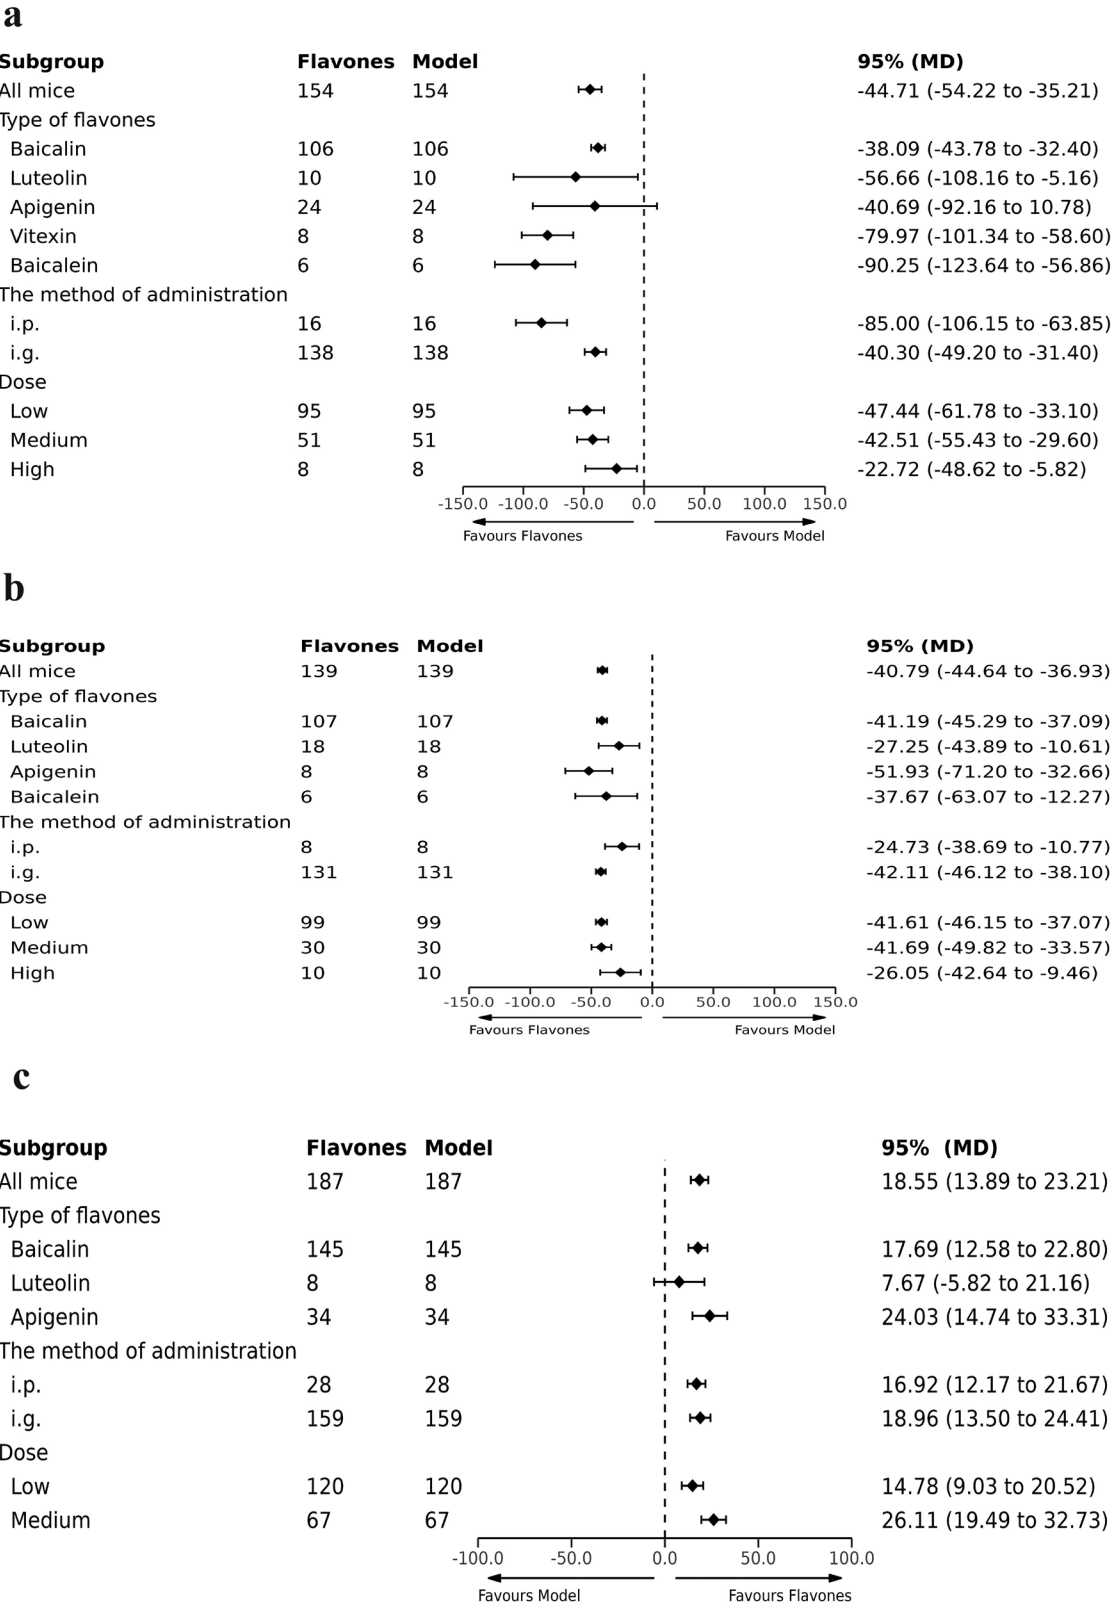 a
Subgroup Flavones Model 95% (MD)
All mice 154 154 -44.71 (-54.22 to -35.21)
Type of flavones
Baicalin 106 106 -38.09 (-43.78 to -32.40)
Luteolin 10 10 -56.66 (-108.16 to -5.16)
Apigenin 24 24 -40.69 (-92.16 to 10.78)
Vitexin 8 8 -79.97 (-101.34 to -58.60)
Baicalein 6 6 -90.25 (-123.64 to -56.86)
The method of administration
i.p. 16 16 -85.00 (-106.15 to -63.85)
i.g. 138 138 -40.30 (-49.20 to -31.40)
Dose
Low 95 95 -47.44 (-61.78 to -33.10)
Medium 51 51 -42.51 (-55.43 to -29.60)
High 8 8 -22.72 (-48.62 to -5.82)
-150.0 -100.0 -50.0 0.0 50.0 100.0 150.0
Favours Flavones Favours Model
b
Subgroup Flavones Model 95% (MD)
All mice 139 139 -40.79 (-44.64 to -36.93)
Type of flavones
Baicalin 107 107 -41.19 (-45.29 to -37.09)
Luteolin 18 18 -27.25 (-43.89 to -10.61)
Apigenin 8 8 -51.93 (-71.20 to -32.66)
Baicalein 6 6 -37.67 (-63.07 to -12.27)
The method of administration
i.p. 8 8 -24.73 (-38.69 to -10.77)
i.g. 131 131 -42.11 (-46.12 to -38.10)
Dose
Low 99 99 -41.61 (-46.15 to -37.07)
Medium 30 30 -41.69 (-49.82 to -33.57)
High 10 10 -26.05 (-42.64 to -9.46)
-150.0 -100.0 -50.0 0.0 50.0 100.0 150.0
Favours Flavones Favours Model
c
Subgroup Flavones Model 95% (MD)
All mice 187 187 18.55 (13.89 to 23.21)
Type of flavones
Baicalin 145 145 17.69 (12.58 to 22.80)
Luteolin 8 8 7.67 (-5.82 to 21.16)
Apigenin 34 34 24.03 (14.74 to 33.31)
The method of administration
i.p. 28 28 16.92 (12.17 to 21.67)
i.g. 159 159 18.96 (13.50 to 24.41)
Dose
Low 120 120 14.78 (9.03 to 20.52)
Medium 67 67 26.11 (19.49 to 32.73)
-100.0 -50.0 0.0 50.0 100.0
Favours Model Favours Flavones